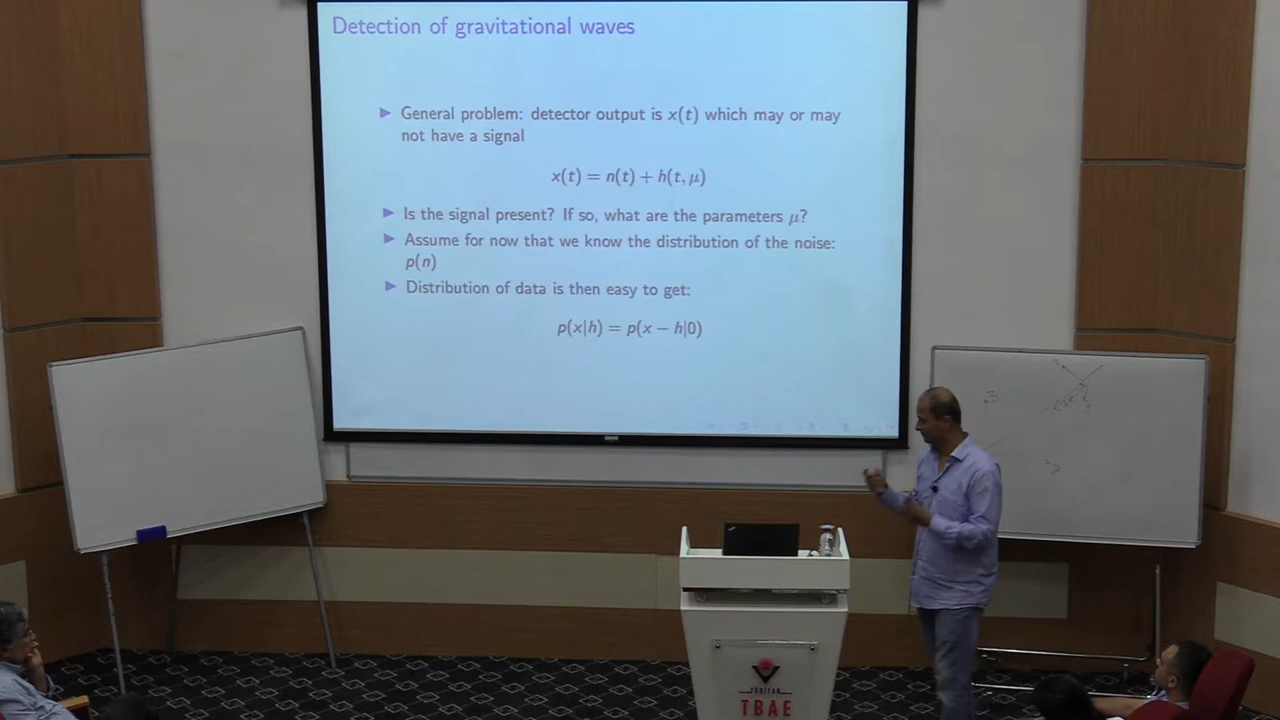 Detection of gravitational waves
General problem: detector output is x(t) which may or may
not have a signal
x(t) = n(t) + h(t, μ)
Is the signal present? If so, what are the parameters μ?
Assume for now that we know the distribution of the noise:
p(n)
Distribution of data is then easy to get:
p(x|h) = p(x − h|0)
TÜBİTAK
TBAE